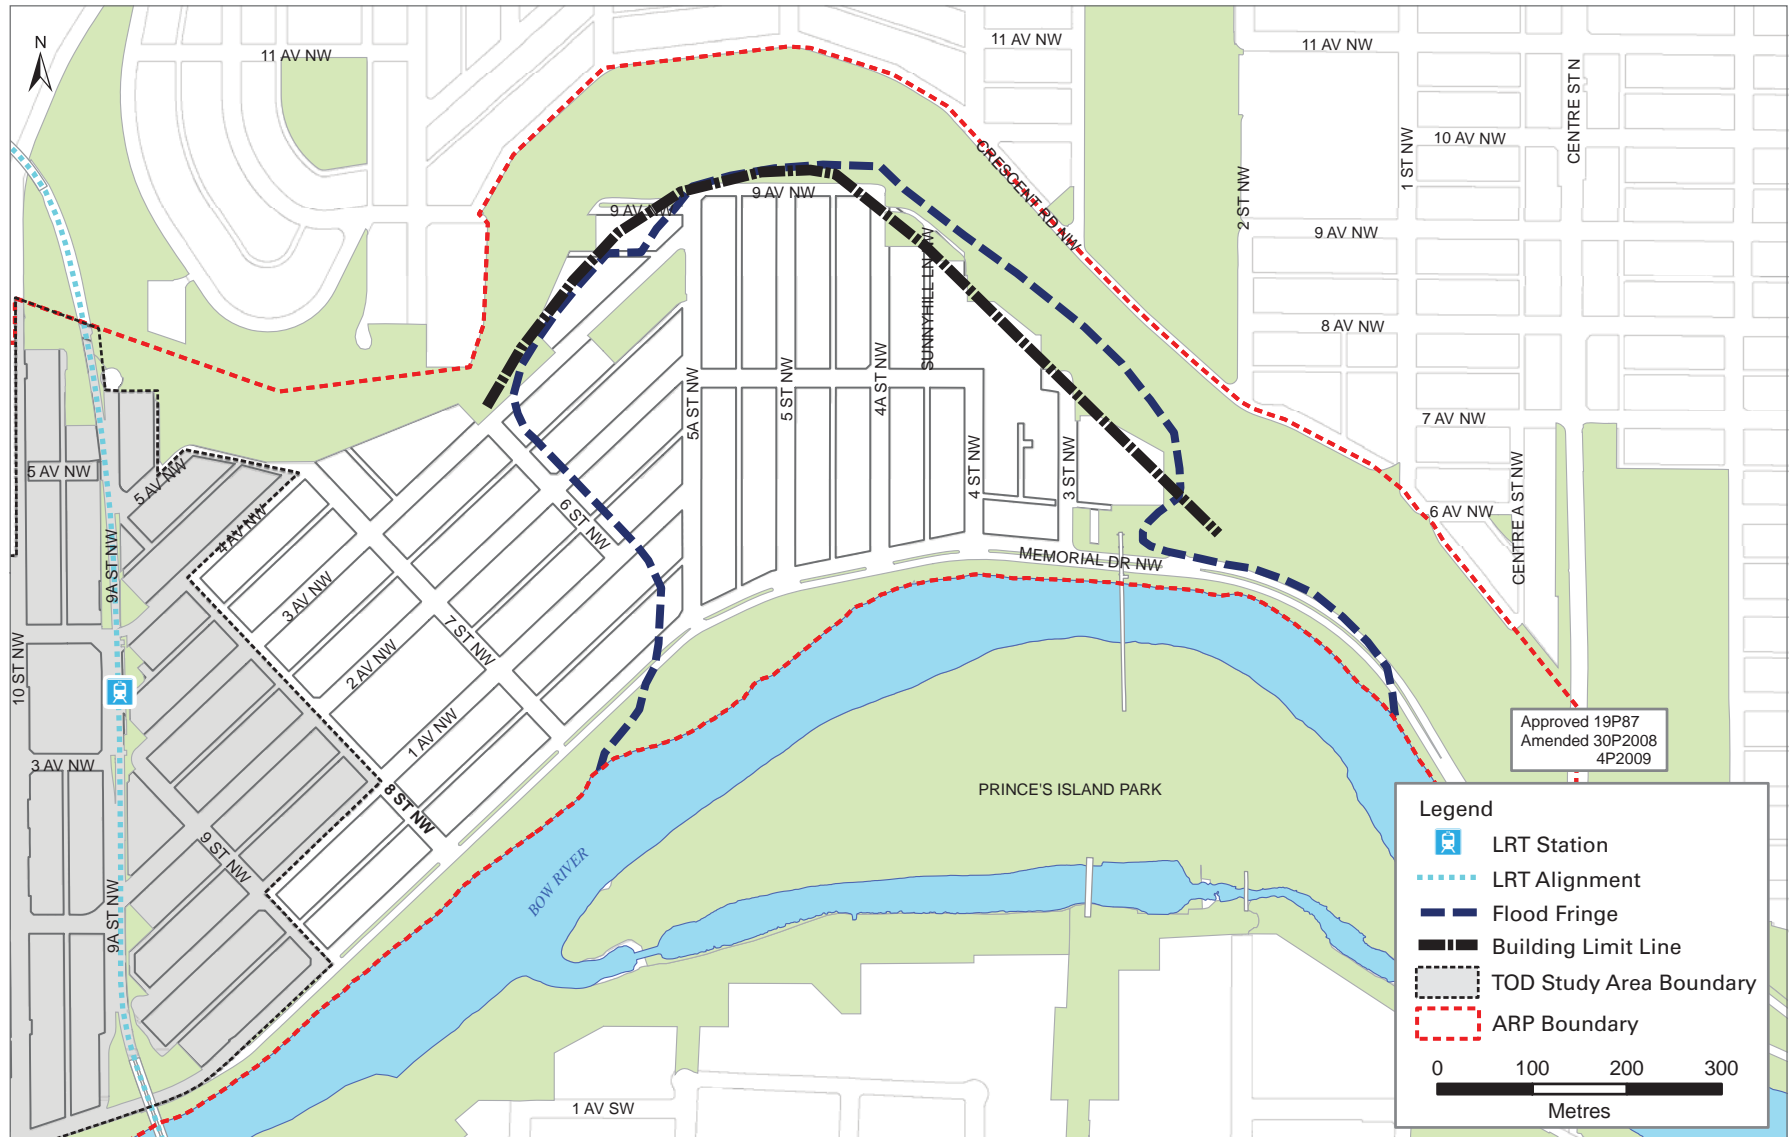 N
11 AV NW
11 AV NW
11 AV NW
CENTRE ST N
10 AV NW
1 ST NW
CRESCENT RD NW
2 ST NW
9 AV NW
9 AV NW
9 AV NW
SUNNYHILL LN NW
8 AV NW
5A ST NW
5 ST NW
4A ST NW
7 AV NW
4 ST NW
3 ST NW
5 AV NW
5 AV NW
6 AV NW
CENTRE A ST NW
4 AV NW
6 ST NW
9A ST NW
MEMORIAL DR NW
3 AV NW
7 ST NW
2 AV NW
10 ST NW
1 AV NW
3 AV NW
8 ST NW
PRINCE'S ISLAND PARK
9 ST NW
BOW RIVER
9A ST NW
1 AV SW
Approved 19P87
Amended 30P2008
4P2009
Legend
LRT Station
LRT Alignment
Flood Fringe
Building Limit Line
TOD Study Area Boundary
ARP Boundary
0 100 200 300
Metres